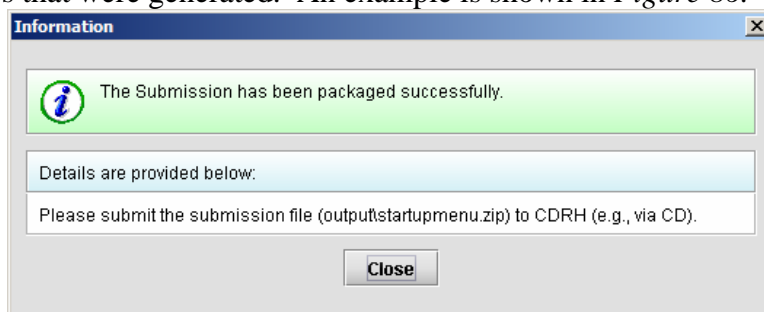 s that were generated. An example is shown in Figure 86.
Information
The Submission has been packaged successfully.
Details are provided below:
Please submit the submission file (output\startupmenu.zip) to CDRH (e.g., via CD).
Close